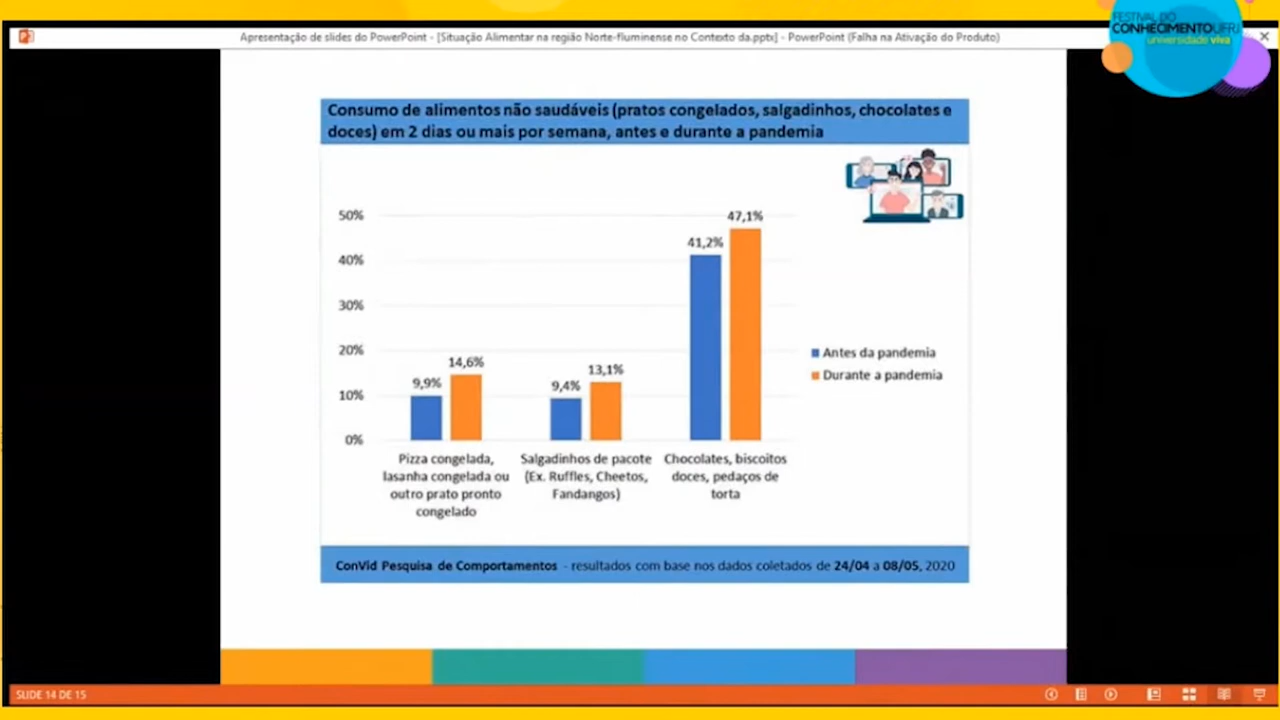 Apresentação de slides do PowerPoint - [Situação Alimentar na região Norte-fluminense no Contexto da.pptx] - PowerPoint (Falha na Ativação do Produto)
FESTIVAL DO
CONHECIMENTOUFRJ
universidade viva
Consumo de alimentos não saudáveis (pratos congelados, salgadinhos, chocolates e
doces) em 2 dias ou mais por semana, antes e durante a pandemia
50%
40%
30%
20%
10%
0%
9,9%
14,6%
9,4%
13,1%
41,2%
47,1%
Pizza congelada,
lasanha congelada ou
outro prato pronto
congelado
Salgadinhos de pacote
(Ex. Ruffles, Cheetos,
Fandangos)
Chocolates, biscoitos
doces, pedaços de
torta
Antes da pandemia
Durante a pandemia
ConVid Pesquisa de Comportamentos - resultados com base nos dados coletados de 24/04 a 08/05, 2020
SLIDE 14 DE 15